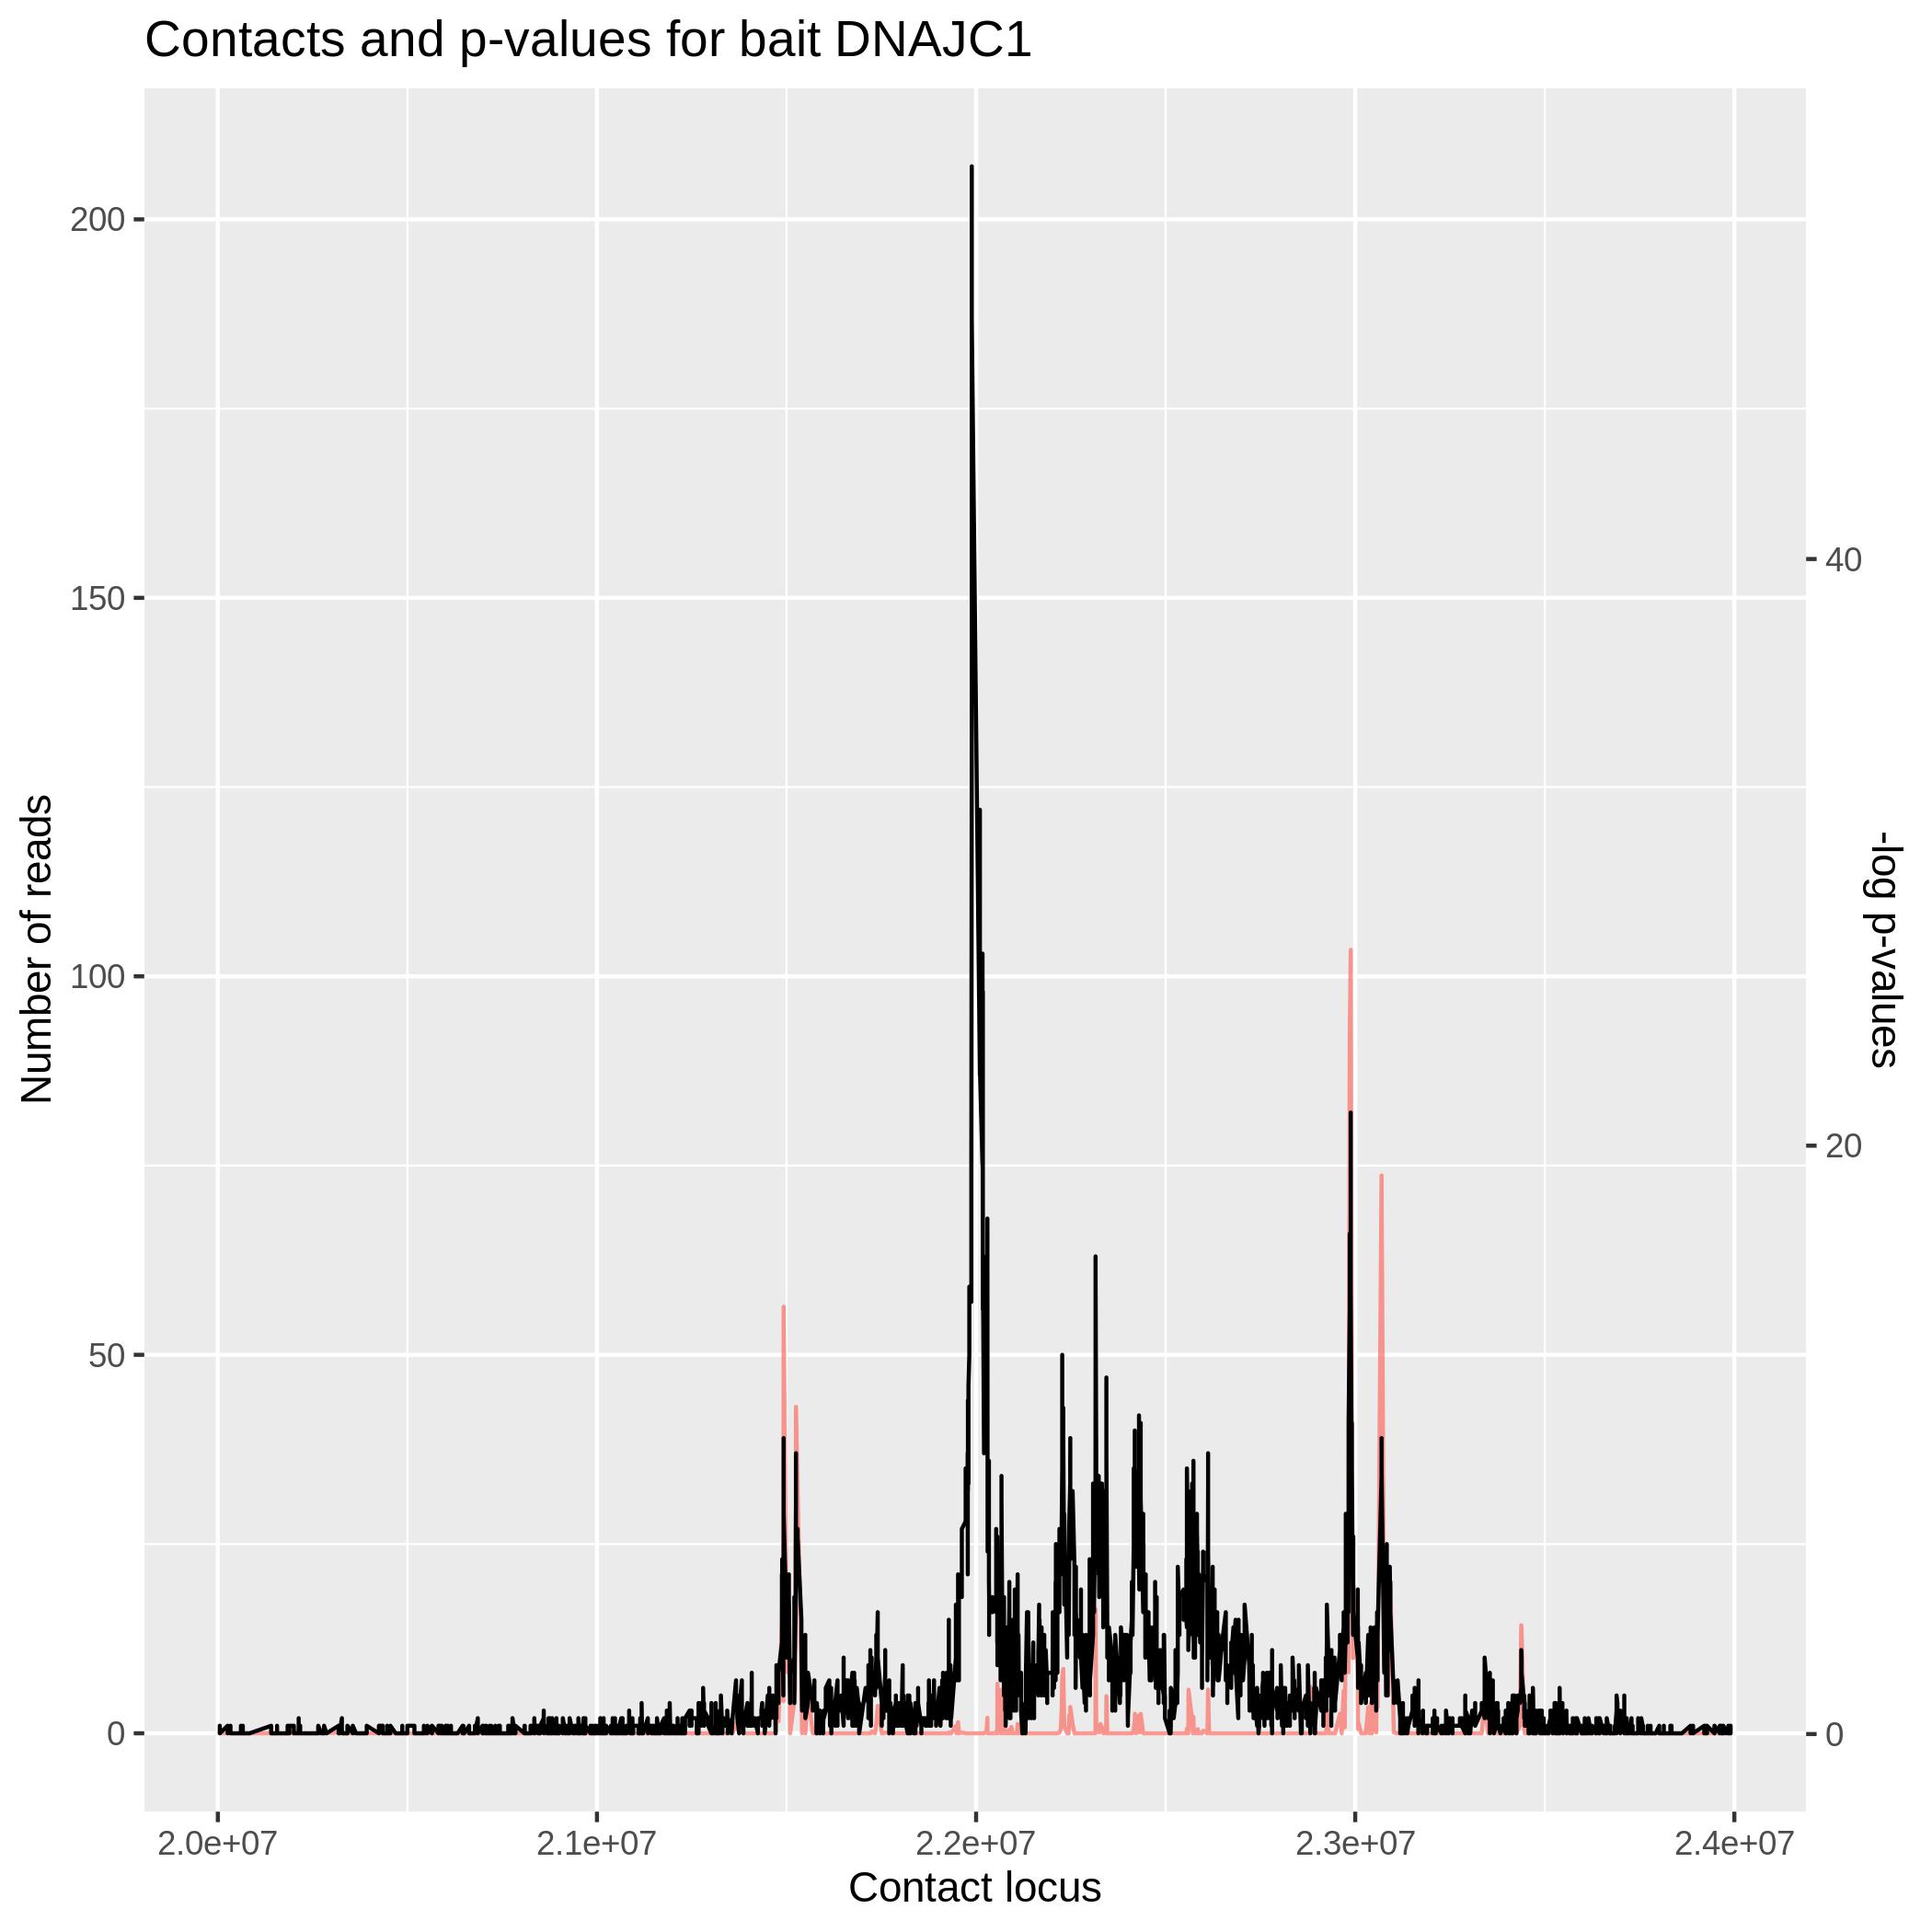 Contacts and p-values for bait DNAJC1
200
150
100
50
0
Number of reads
40
20
0
-log p-values
2.0e+07
2.1e+07
2.2e+07
2.3e+07
2.4e+07
Contact locus